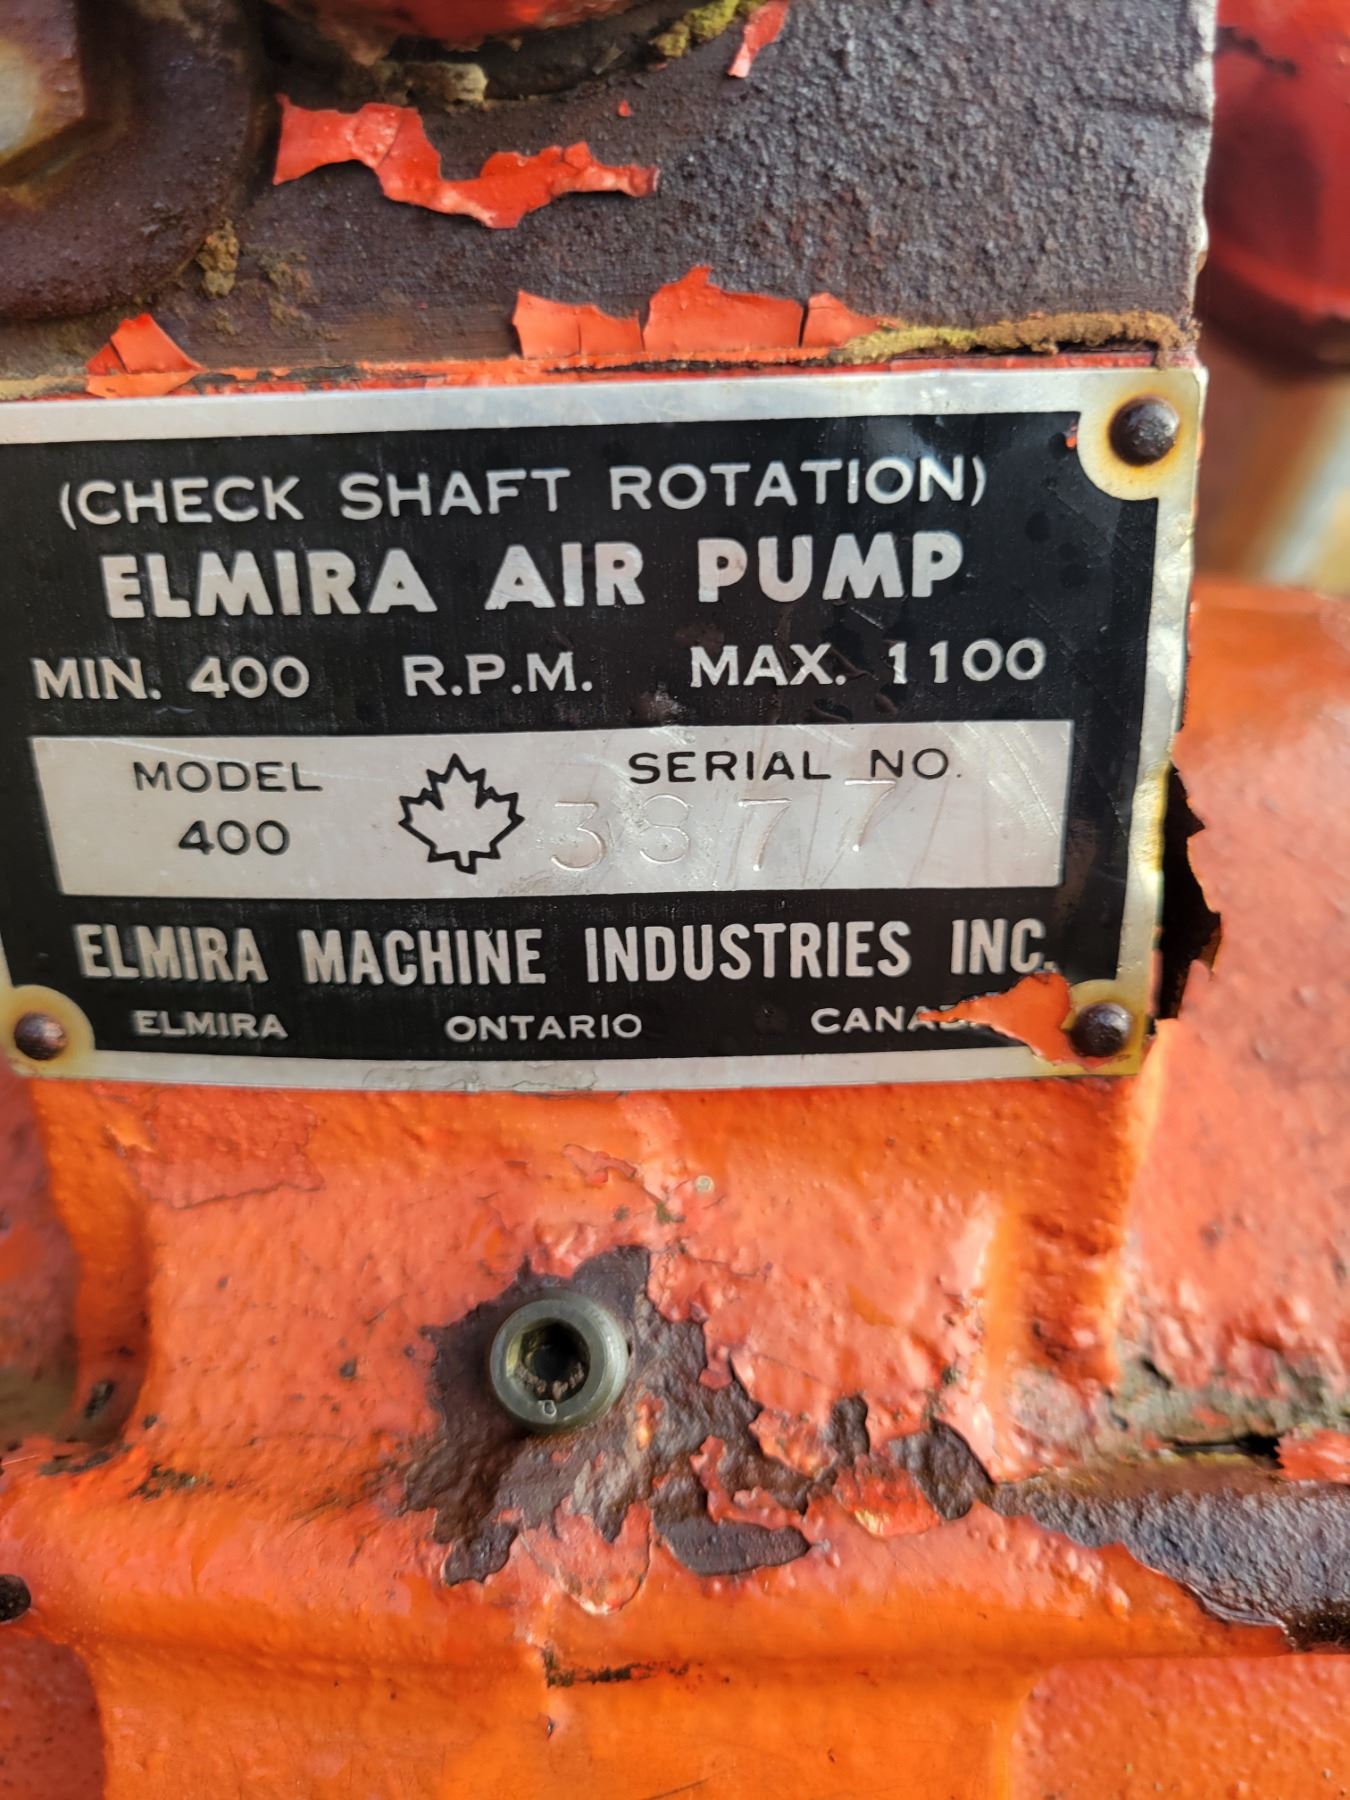 (CHECK SHAFT ROTATION)
ELMIRA AIR PUMP
MIN. 400 R.P.M. MAX. 1100
MODEL SERIAL NO.
400 3877
ELMIRA MACHINE INDUSTRIES INC.
ELMIRA ONTARIO CANADA